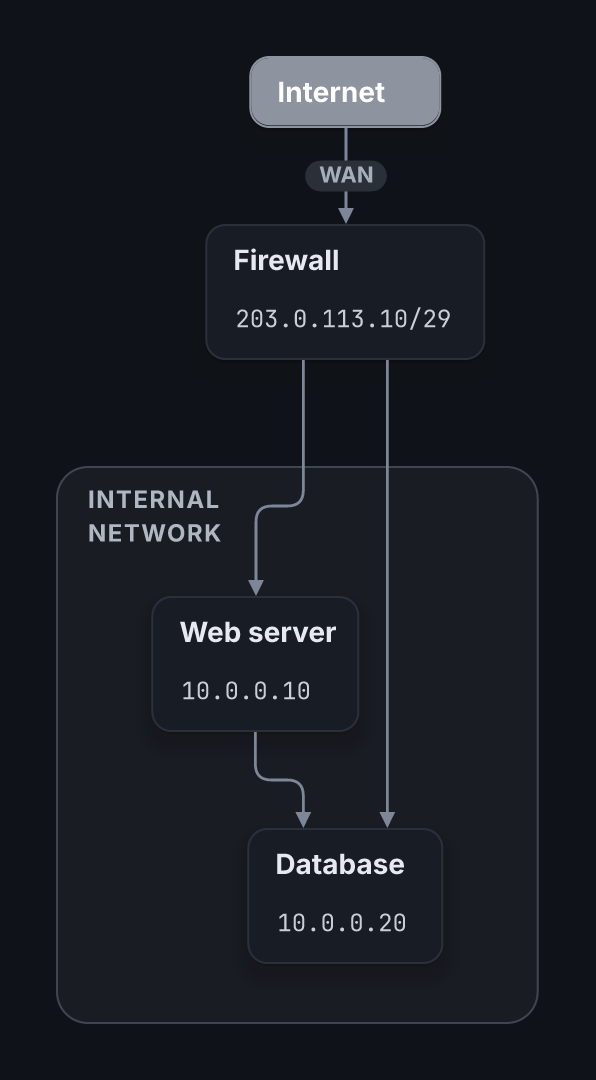 Internet
WAN
Firewall
203.0.113.10/29
INTERNAL
NETWORK
Web server
10.0.0.10
Database
10.0.0.20